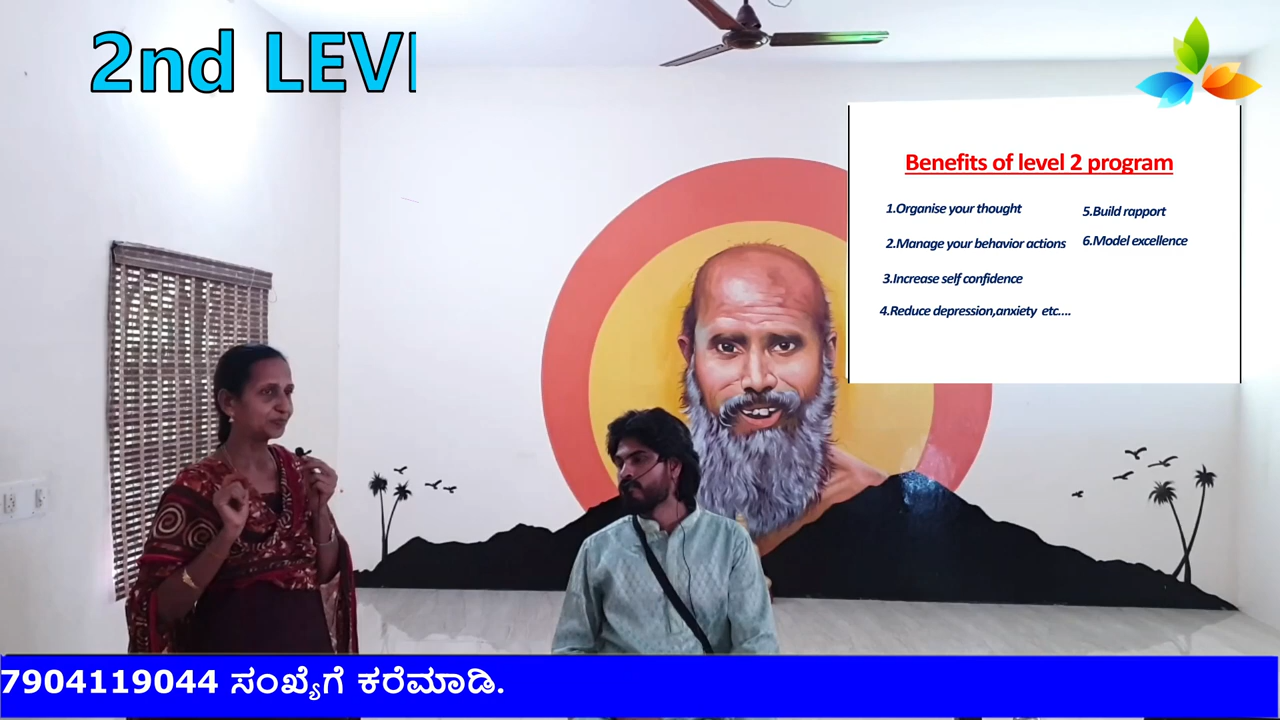 2nd LEV
Benefits of level 2 program
1.Organise your thought
2.Manage your behavior actions
3.Increase self confidence
4.Reduce depression,anxiety etc....
5.Build rapport
6.Model excellence
7904119044 ಸಂಖ್ಯೆಗೆ ಕರೆಮಾಡಿ.